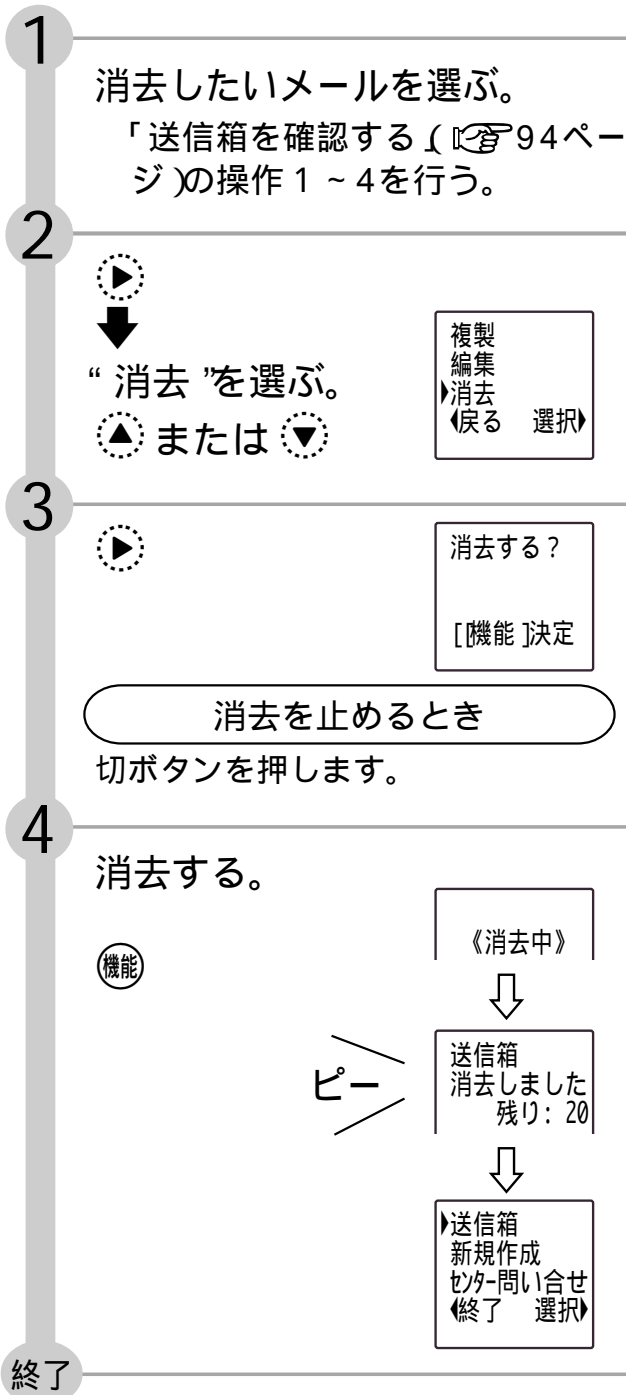 1
消去したいメールを選ぶ。
「送信箱を確認する」(94ペー
ジ)の操作1~4を行う。
2
“消去”を選ぶ。
または
複製
編集
消去
戻る 選択
3
消去する?
[機能]決定
消去を止めるとき
切ボタンを押します。
4
消去する。
機能
《消去中》
ピー
送信箱
消去しました
残り: 20
送信箱
新規作成
センター問い合せ
終了 選択
終了